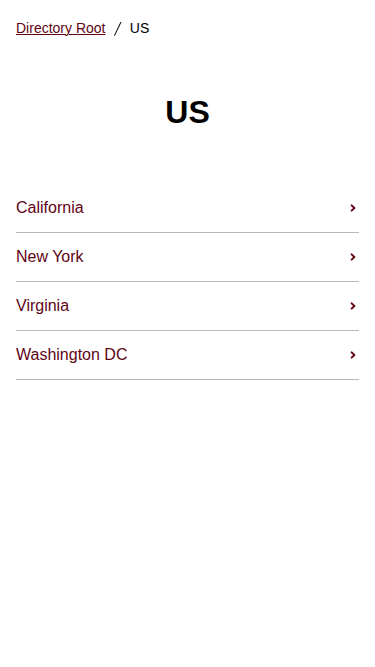 Directory Root / US
US
California
New York
Virginia
Washington DC